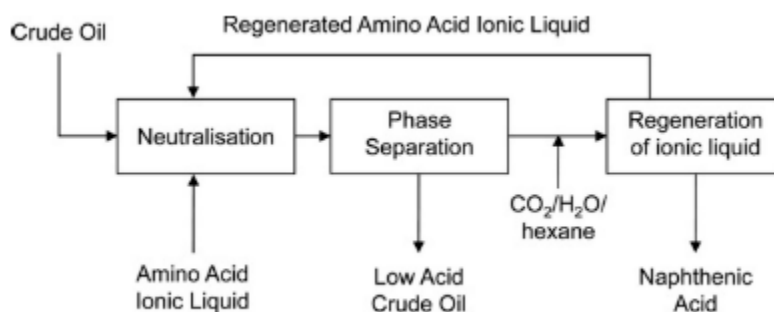 Regenerated Amino Acid Ionic Liquid
Crude Oil
Neutralisation
Phase
Separation
Regeneration
of ionic liquid
CO₂/H₂O/
hexane
Amino Acid
Ionic Liquid
Low Acid
Crude Oil
Naphthenic
Acid